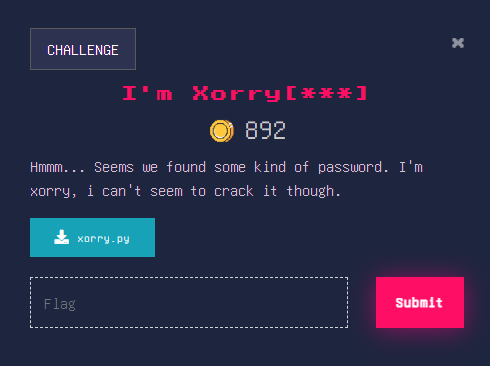 CHALLENGE
I'm Xorry[***]
892
Hmmm... Seems we found some kind of password. I'm
xorry, i can't seem to crack it though.
xorry.py
Flag
Submit